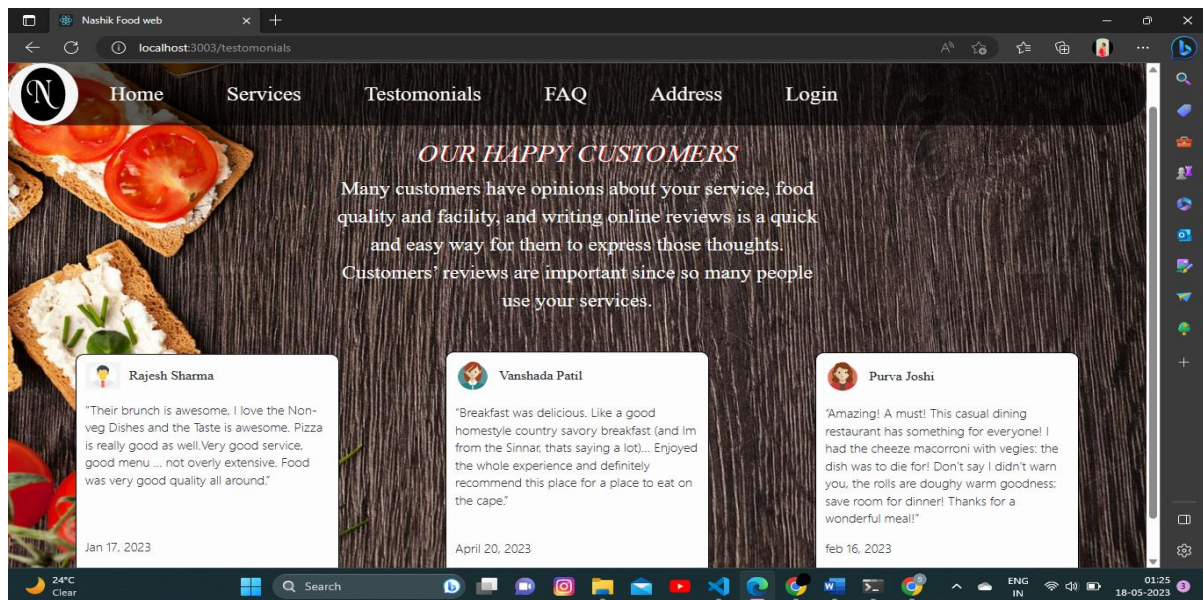 Nashik Food web
localhost:3003/testomonials
N
Home Services Testomonials FAQ Address Login
OUR HAPPY CUSTOMERS
Many customers have opinions about your service, food
quality and facility, and writing online reviews is a quick
and easy way for them to express those thoughts.
Customers’ reviews are important since so many people
use your services.
Rajesh Sharma
“Their brunch is awesome, I love the Non-
veg Dishes and the Taste is awesome. Pizza
is really good as well.Very good service,
good menu ... not overly extensive. Food
was very good quality all around.”
Jan 17, 2023
Vanshada Patil
“Breakfast was delicious. Like a good
homestyle country savory breakfast (and Im
from the Sinnar, thats saying a lot)... Enjoyed
the whole experience and definitely
recommend this place for a place to eat on
the cape.”
April 20, 2023
Purva Joshi
“Amazing! A must! This casual dining
restaurant has something for everyone! I
had the cheeze macorroni with vegies: the
dish was to die for! Don’t say I didn’t warn
you, the rolls are doughy warm goodness;
save room for dinner! Thanks for a
wonderful meal!”
feb 16, 2023
24°C
Clear
Search
ENG
IN
01:25
18-05-2023
3